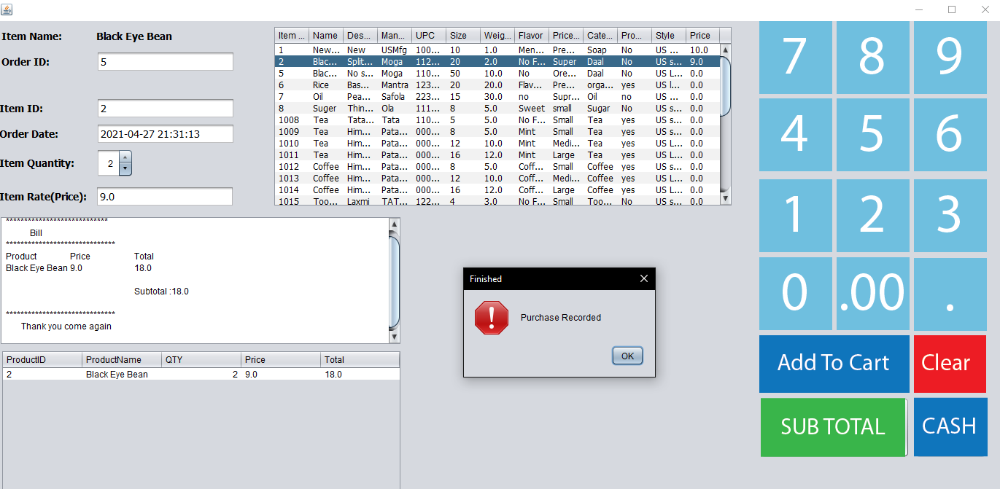 Item Name: Black Eye Bean
Order ID: 5
Item ID: 2
Order Date: 2021-04-27 21:31:13
Item Quantity: 2
Item Rate(Price): 9.0
Item ... Name Des... Man... UPC Size Weig... Flavor Price... Cate... Pro... Style Price
1 New... New USMfg 100... 10 1.0 Men... Pre... Soap No US ... 10.0
2 Blac... Split... Moga 112... 20 2.0 No F... Super Daal No US s... 9.0
5 Blac... No s... Moga 110... 50 10.0 No Ore... Daal No US s... 0.0
6 Rice Bas... Mantra 123... 20 20.0 Flav... Pre... orga... yes US l... 0.0
7 Oil Pea... Safola 223... 15 30.0 no Supr... Oil no US ... 0.0
8 Suger Thin... Ola 111... 8 5.0 Sweet small Sugar No US s... 0.0
1008 Tea Tata... Tata 110... 5 5.0 No F... Small Tea yes US s... 0.0
1009 Tea Him... Pata... 000... 8 5.0 Mint Small Tea yes US L... 0.0
1010 Tea Him... Pata... 000... 12 10.0 Mint Medi... Tea yes US L... 0.0
1011 Tea Him... Pata... 000... 16 12.0 Mint Large Tea yes US L... 0.0
1012 Coffee Him... Pata... 000... 8 5.0 Coff... Small Coffee yes US L... 0.0
1013 Coffee Him... Pata... 000... 12 10.0 Coff... Medi... Coffee yes US L... 0.0
1014 Coffee Him... Pata... 000... 16 12.0 Coff... Large Coffee yes US L... 0.0
1015 Too... Laxmi TAT... 122... 4 3.0 No F... Small Too... No US s... 0.0
****************************
Bill
******************************
Product Price Total
Black Eye Bean 9.0 18.0
Subtotal :18.0
******************************
Thank you come again
ProductID ProductName QTY Price Total
2 Black Eye Bean 2 9.0 18.0
Finished
Purchase Recorded
OK
7 8 9
4 5 6
1 2 3
0 .00 .
Add To Cart Clear
SUB TOTAL CASH